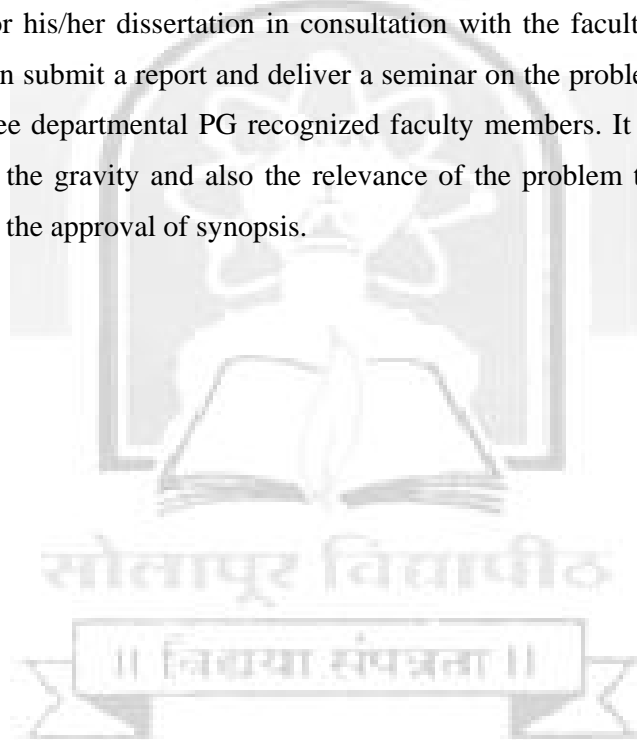 or his/her dissertation in consultation with the facult
n submit a report and deliver a seminar on the proble
ee departmental PG recognized faculty members. It
the gravity and also the relevance of the problem t
the approval of synopsis.
सोलापूर विद्यापीठ
|| विद्यया संपन्नता ||